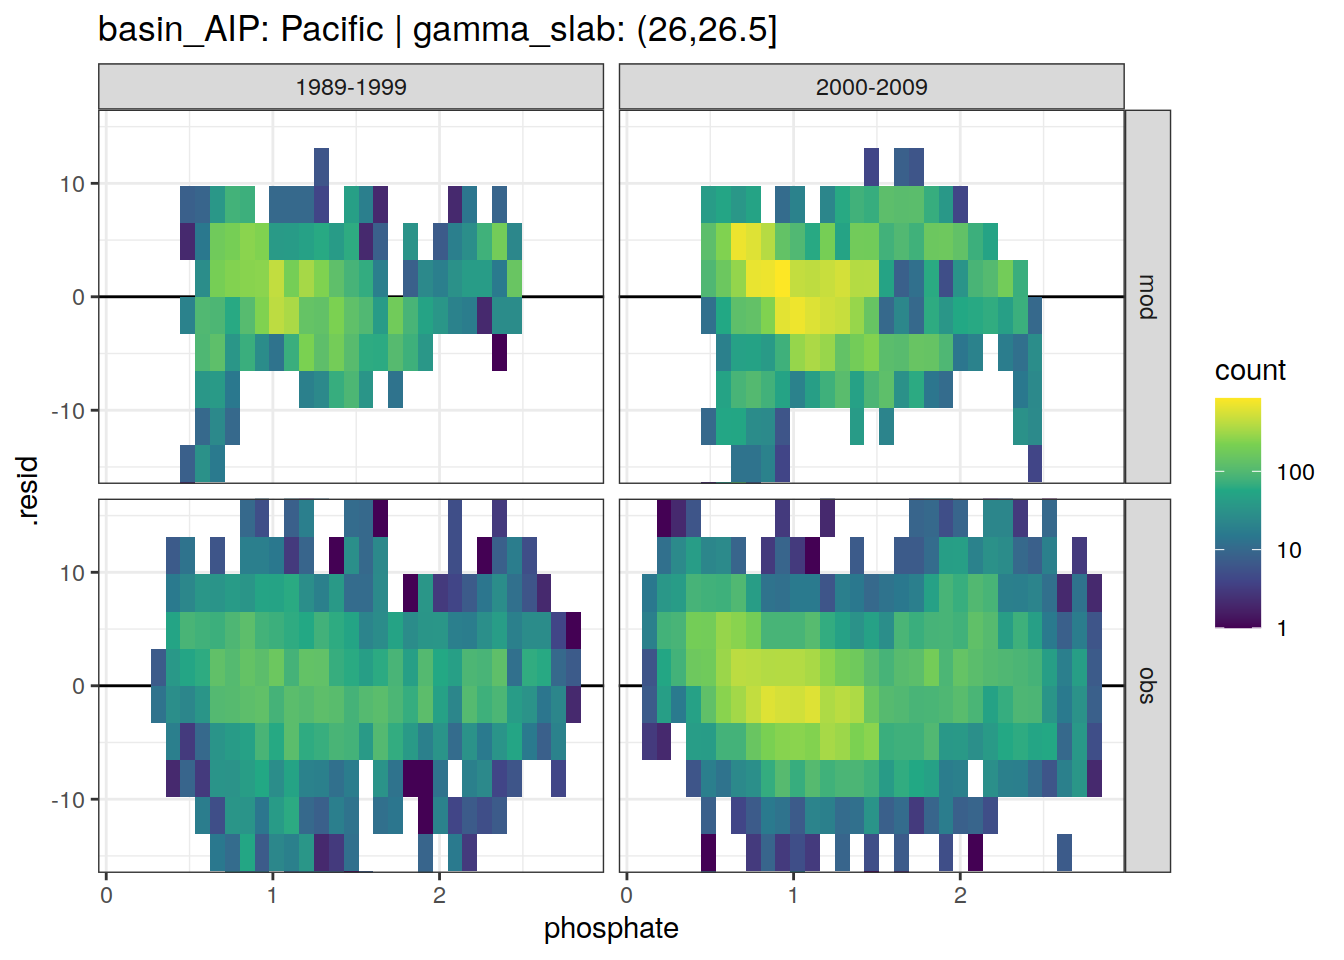 basin_AIP: Pacific | gamma_slab: (26,26.5]
1989-1999
2000-2009
10
0
-10
mod
10
0
-10
obs
.resid
0
1
2
0
1
2
phosphate
count
100
10
1